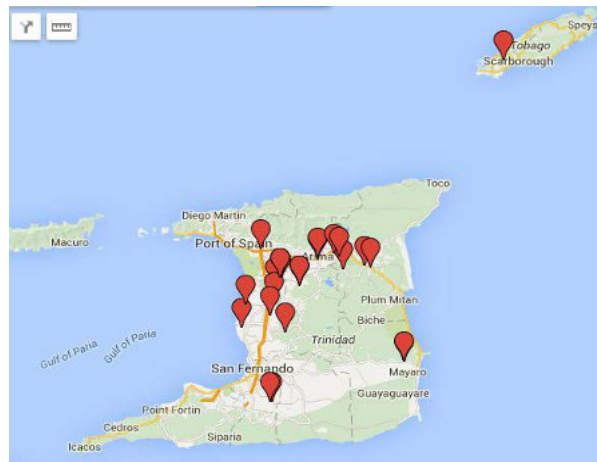 Speys
Tobago
Scarborough
Toco
Diego Martin
Macuro
Port of Spain
Arima
Plum Mitan
Biche
Gulf of Paria
Gulf of Paria
Trinidad
San Fernando
Mayaro
Guayaguayare
Point Fortin
Cedros
Siparia
Icacos